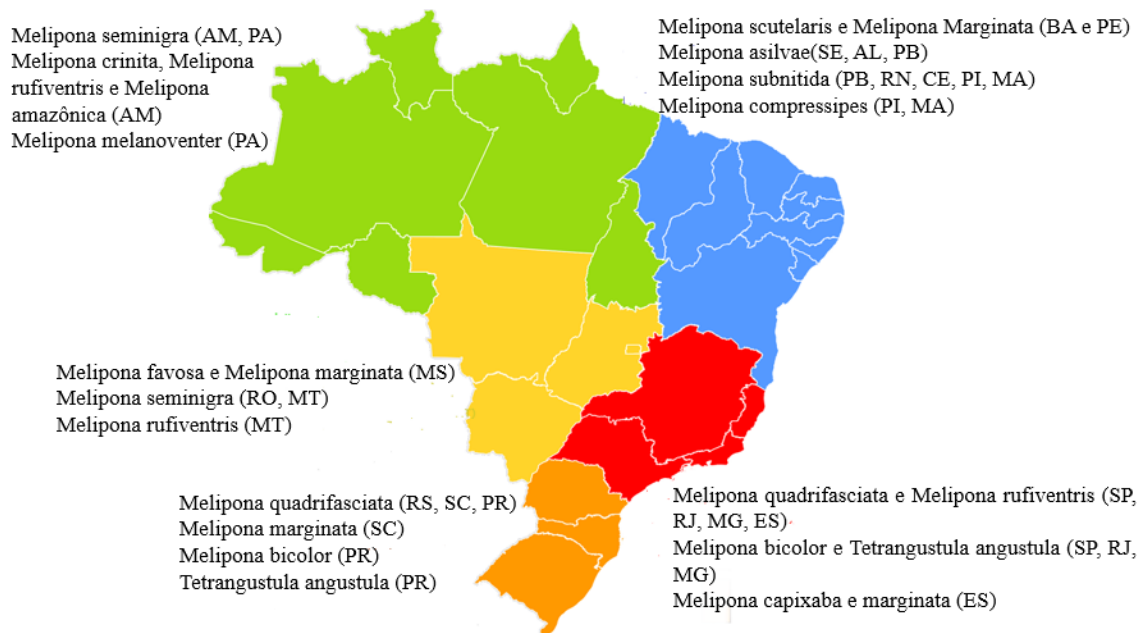 Melipona seminigra (AM, PA)
Melipona crinita, Melipona
rufiventris e Melipona
amazônica (AM)
Melipona melanoventer (PA)
Melipona scutelaris e Melipona Marginata (BA e PE)
Melipona asilvae(SE, AL, PB)
Melipona subnitida (PB, RN, CE, PI, MA)
Melipona compressipes (PI, MA)
Melipona favosa e Melipona marginata (MS)
Melipona seminigra (RO, MT)
Melipona rufiventris (MT)
Melipona quadrifasciata (RS, SC, PR)
Melipona marginata (SC)
Melipona bicolor (PR)
Tetrangustula angustula (PR)
Melipona quadrifasciata e Melipona rufiventris (SP,
RJ, MG, ES)
Melipona bicolor e Tetrangustula angustula (SP, RJ,
MG)
Melipona capixaba e marginata (ES)